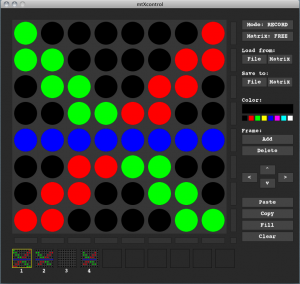 mtXcontrol
Mode: RECORD
Matrix: FREE
Load from:
File Matrix
Save to:
File Matrix
Color:
Frame:
Add
Delete
^
< >
v
Paste
Copy
Fill
Clear
1 2 3 4